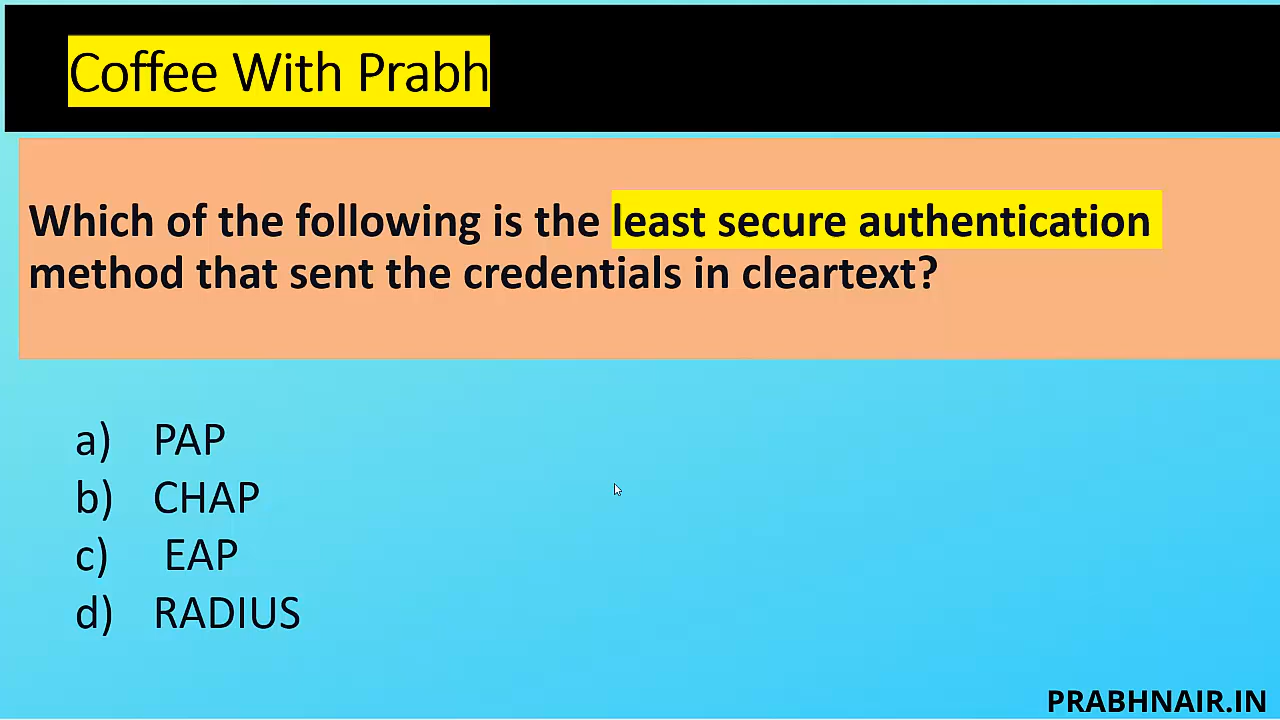 Coffee With Prabh
Which of the following is the least secure authentication
method that sent the credentials in cleartext?
a) PAP
b) CHAP
c) EAP
d) RADIUS
PRABHNAIR.IN